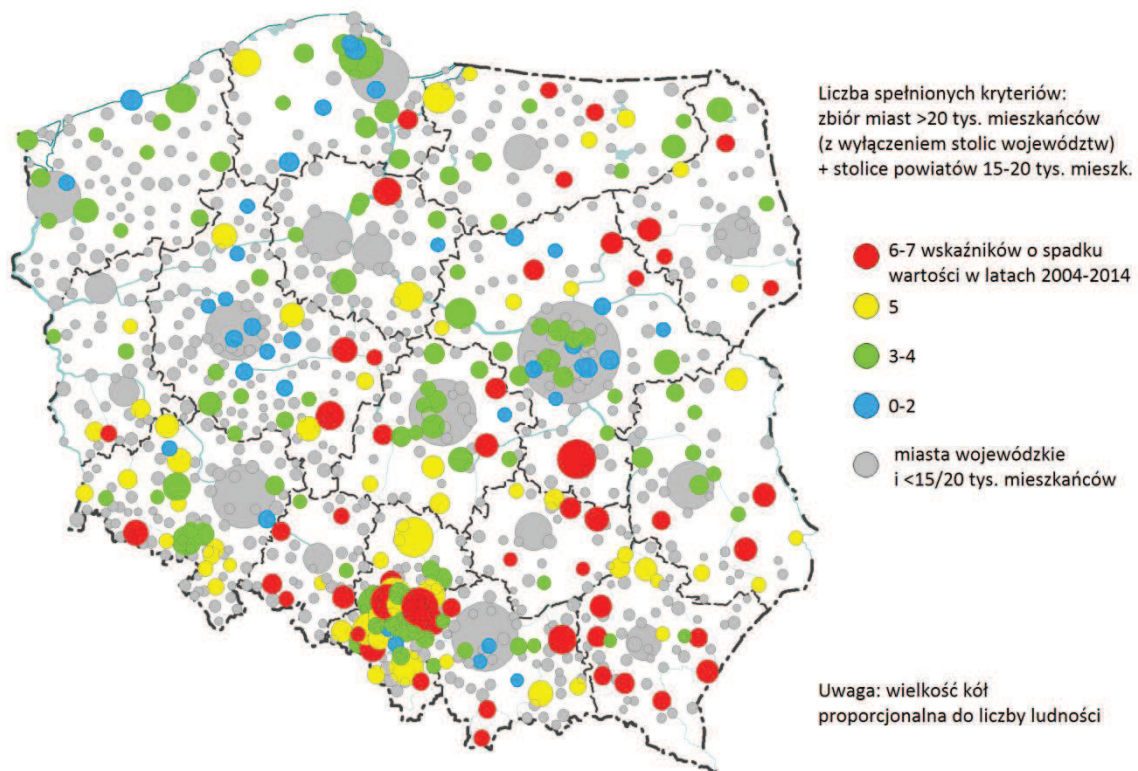 Liczba spełnionych kryteriów:
zbiór miast >20 tys. mieszkańców
(z wyłączeniem stolic województw)
+ stolice powiatów 15-20 tys. mieszk.
6-7 wskaźników o spadku
wartości w latach 2004-2014
5
3-4
0-2
miasta wojewódzkie
i <15/20 tys. mieszkańców
Uwaga: wielkość kół
proporcjonalna do liczby ludności